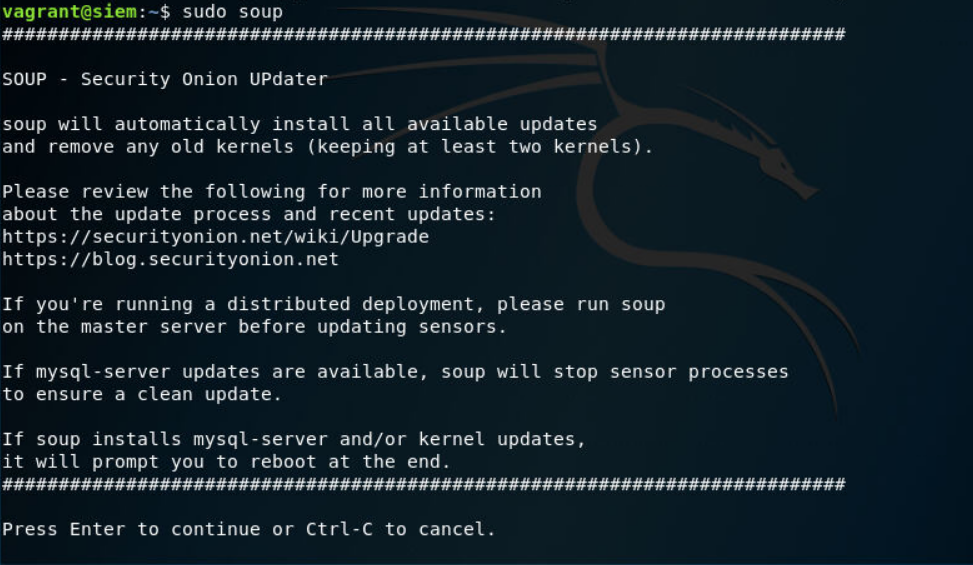 vagrant@siem:~$ sudo soup
###########################################################################
SOUP - Security Onion UPdater
soup will automatically install all available updates
and remove any old kernels (keeping at least two kernels).
Please review the following for more information
about the update process and recent updates:
https://securityonion.net/wiki/Upgrade
https://blog.securityonion.net
If you're running a distributed deployment, please run soup
on the master server before updating sensors.
If mysql-server updates are available, soup will stop sensor processes
to ensure a clean update.
If soup installs mysql-server and/or kernel updates,
it will prompt you to reboot at the end.
###########################################################################
Press Enter to continue or Ctrl-C to cancel.